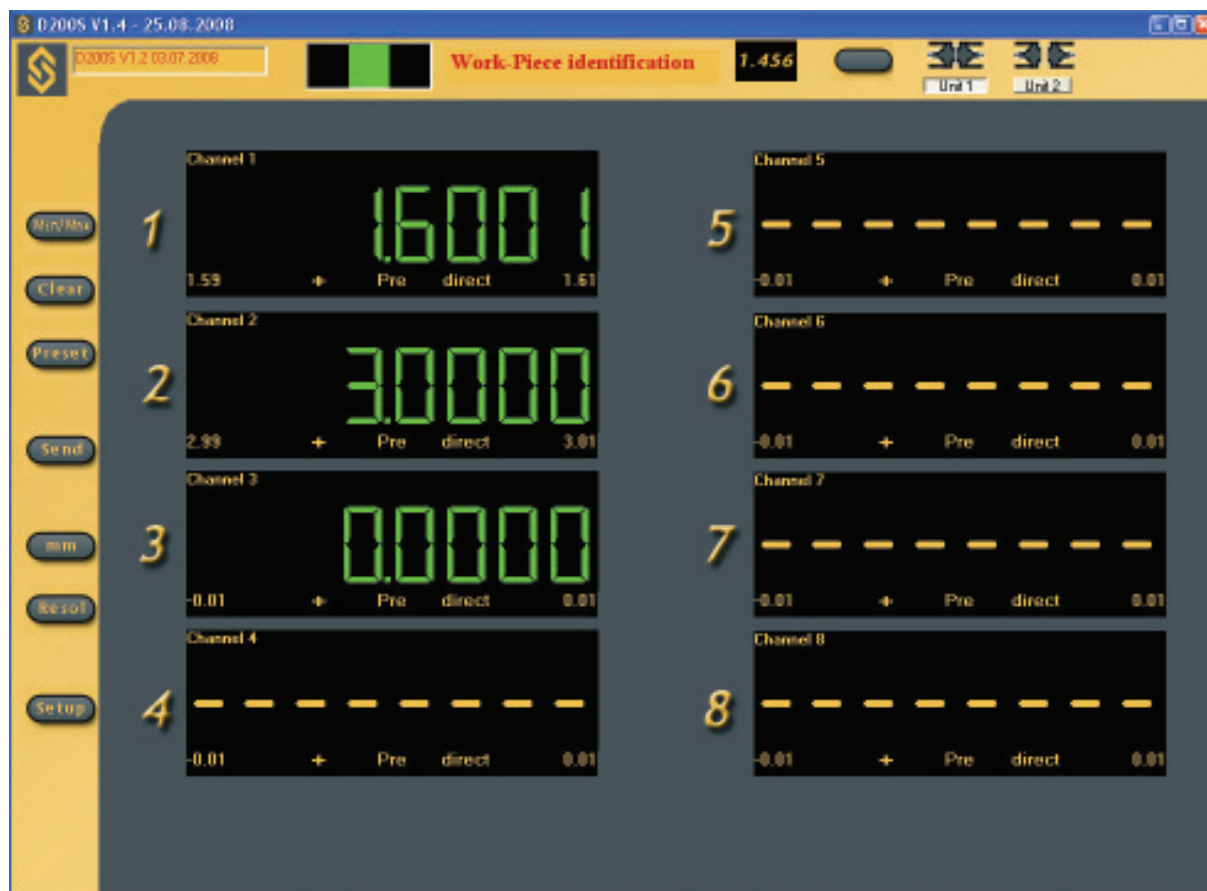 D200S V1.4 - 25.08.2008
D200S V1.2 03.07.2008
Work-Piece identification
1.456
Unit 1
Unit 2
Min/Max
Clear
Preset
Send
mm
Resol
Setup
1
Channel 1
1.6001
1.59 + Pre direct 1.61
2
Channel 2
3.0000
2.99 + Pre direct 3.01
3
Channel 3
0.0000
-0.01 + Pre direct 0.01
4
Channel 4
- - - - - - - -
-0.01 + Pre direct 0.01
5
Channel 5
- - - - - - - -
-0.01 + Pre direct 0.01
6
Channel 6
- - - - - - - -
-0.01 + Pre direct 0.01
7
Channel 7
- - - - - - - -
-0.01 + Pre direct 0.01
8
Channel 8
- - - - - - - -
-0.01 + Pre direct 0.01